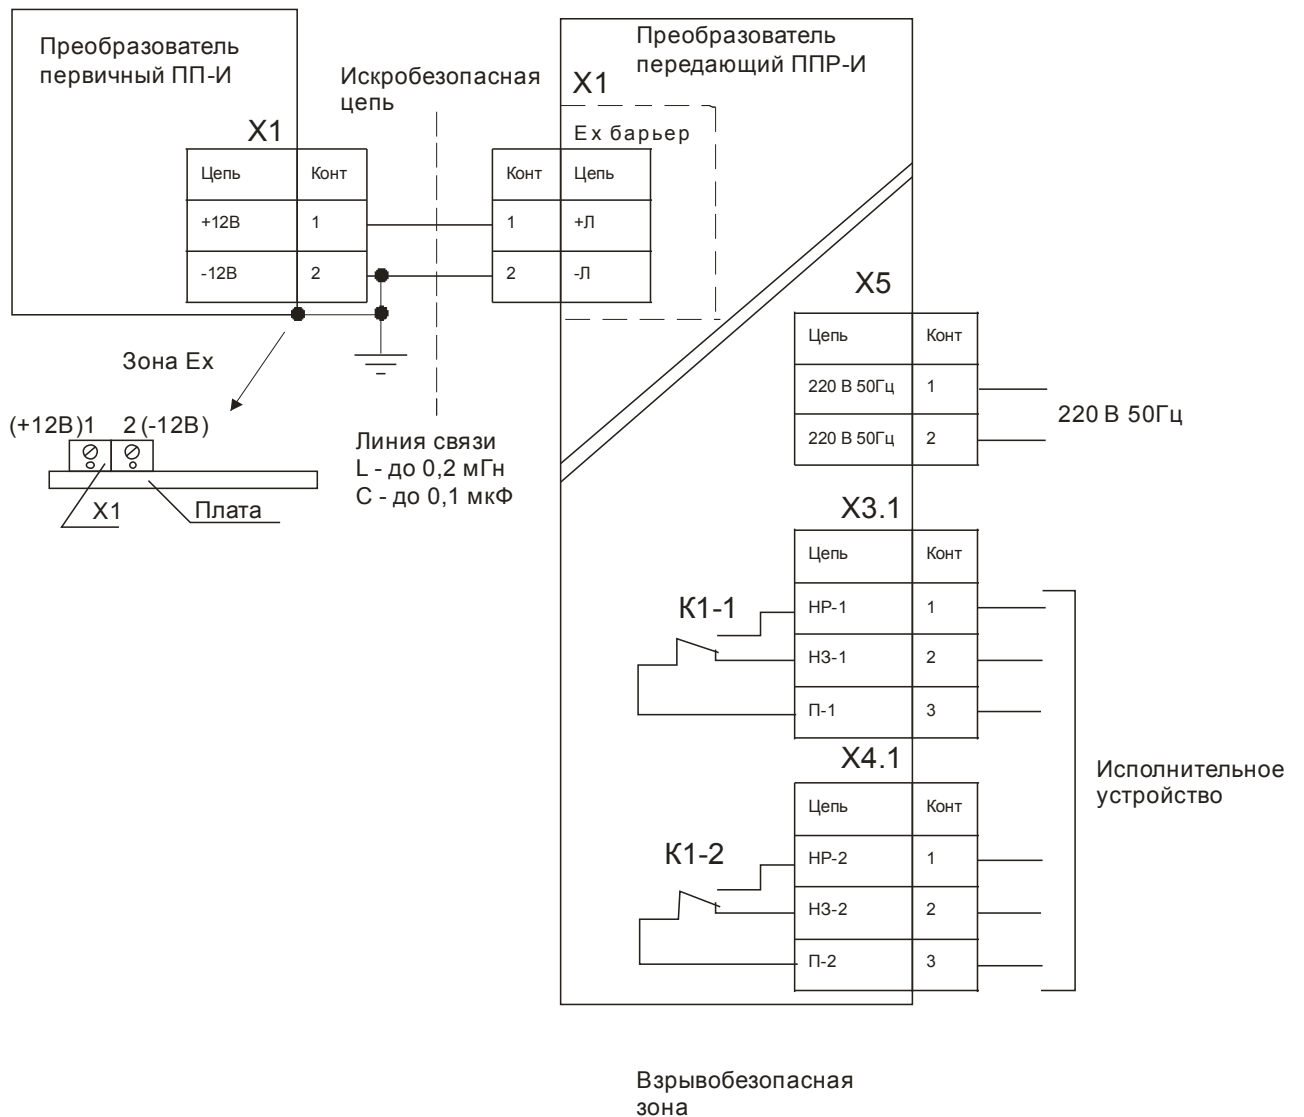 Преобразователь
первичный ПП-И
Искробезопасная
цепь
Преобразователь
передающий ППР-И
X1
Ex барьер
X1
Цепь Конт
+12В 1
-12В 2
Конт Цепь
1 +Л
2 -Л
Зона Ex
(+12В)1 2(-12В)
X1
Плата
Линия связи
L - до 0,2 мГн
С - до 0,1 мкФ
X5
Цепь Конт
220 В 50Гц 1
220 В 50Гц 2
220 В 50Гц
X3.1
Цепь Конт
К1-1
НР-1 1
НЗ-1 2
П-1 3
X4.1
Цепь Конт
К1-2
НР-2 1
НЗ-2 2
П-2 3
Исполнительное
устройство
Взрывобезопасная
зона